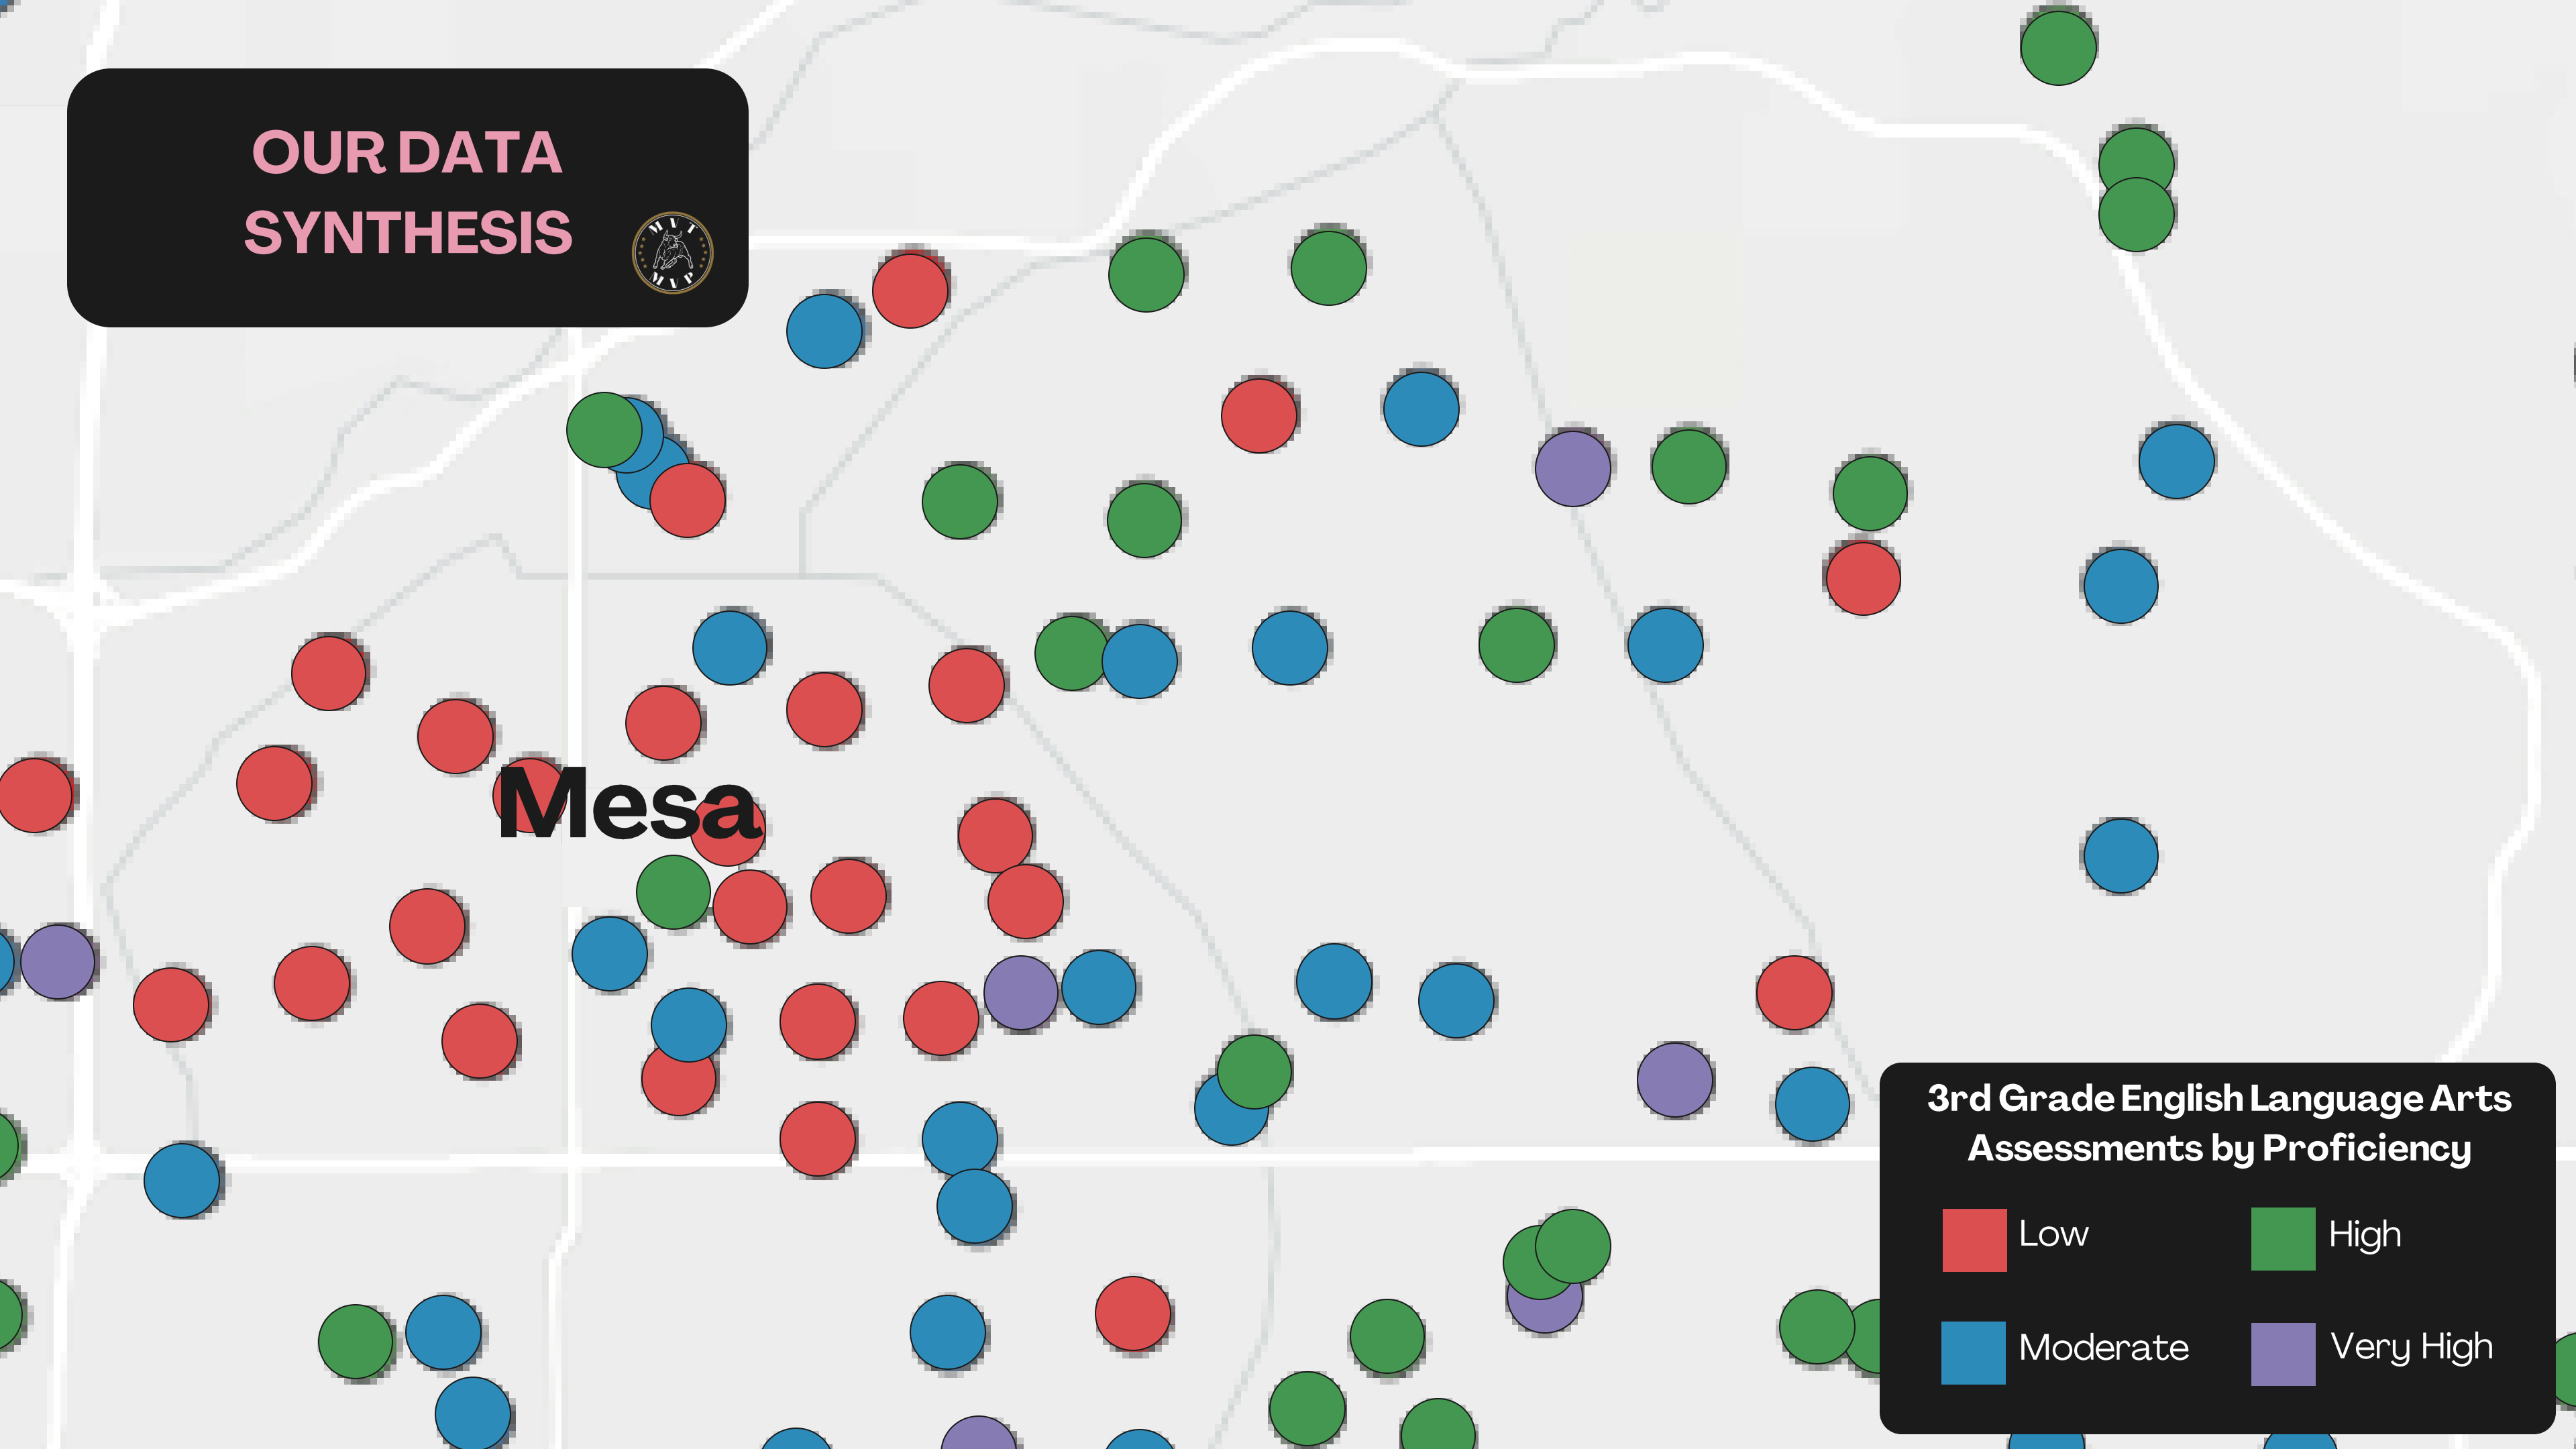 OUR DATA
SYNTHESIS
Mesa
3rd Grade English Language Arts
Assessments by Proficiency
Low
High
Moderate
Very High